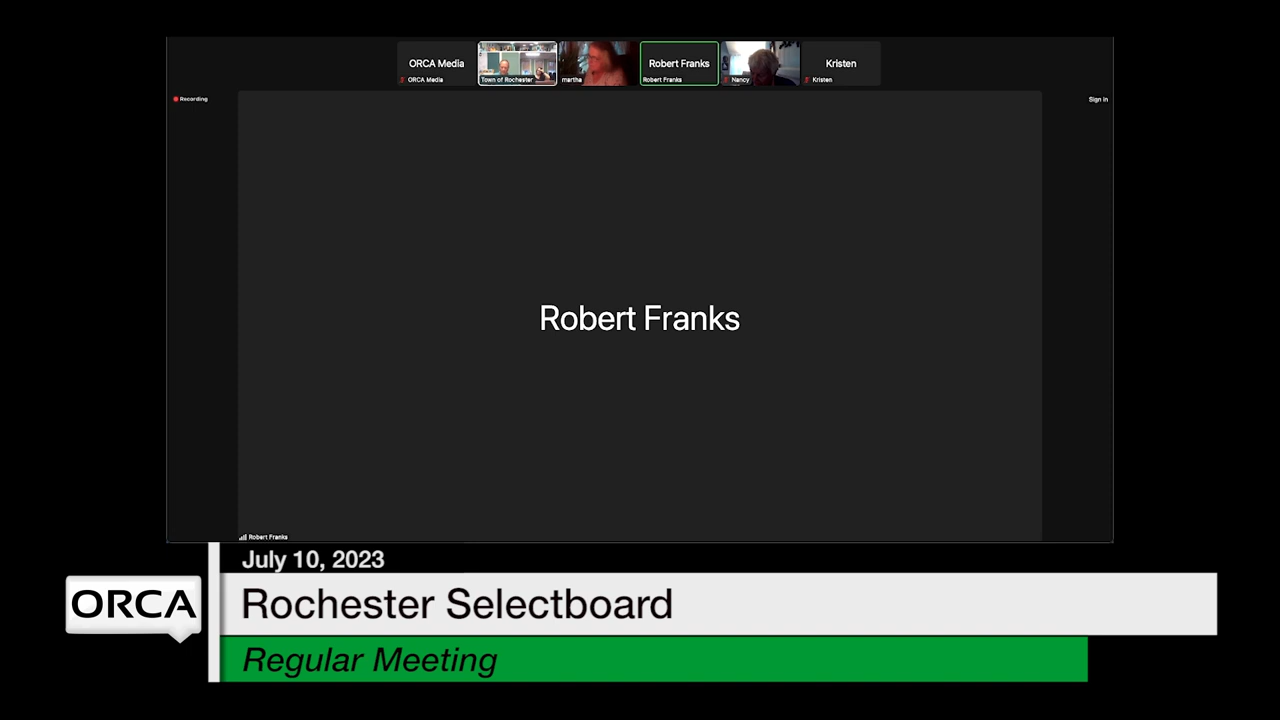 ORCA Media
Robert Franks
Kristen
ORCA Media
Town of Rochester
martha
Robert Franks
Nancy
Kristen
Recording
Sign in
Robert Franks
Robert Franks
July 10, 2023
ORCA
Rochester Selectboard
Regular Meeting